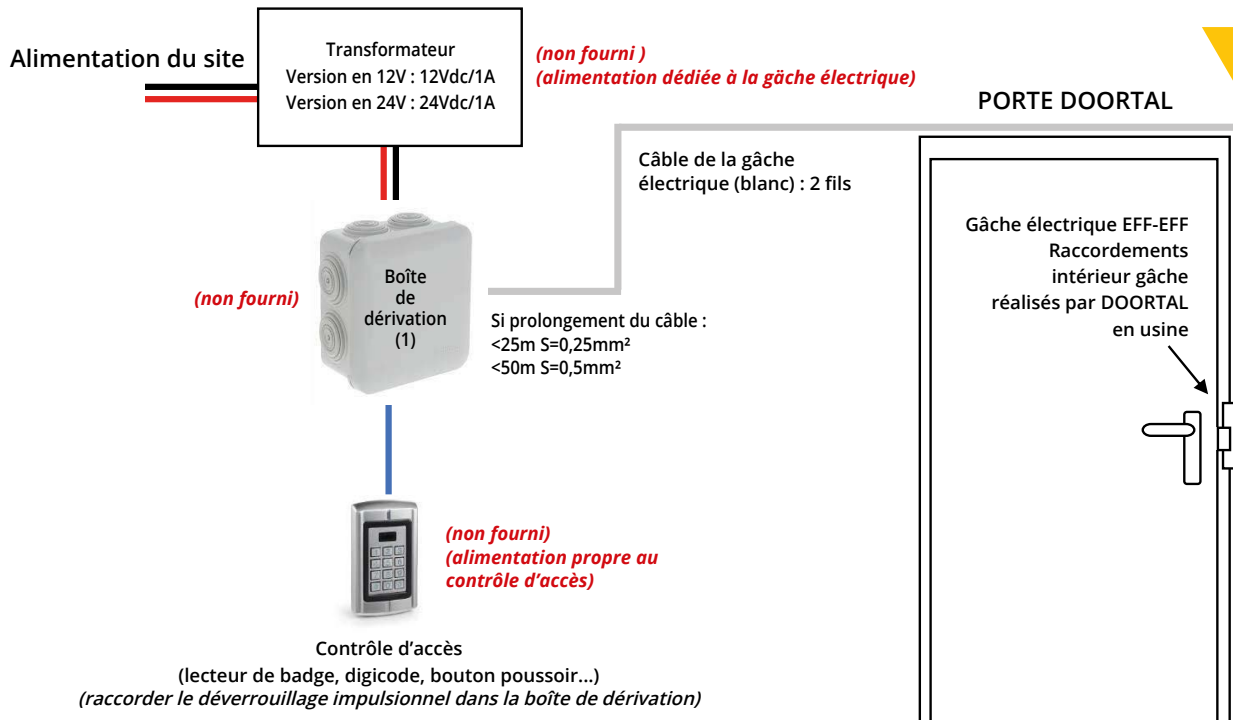 Alimentation du site
Transformateur
Version en 12V : 12Vdc/1A
Version en 24V : 24Vdc/1A
(non fourni )
(alimentation dédiée à la gäche électrique)
PORTE DOORTAL
Câble de la gâche
électrique (blanc) : 2 fils
Gâche électrique EFF-EFF
Raccordements
intérieur gâche
réalisés par DOORTAL
en usine
(non fourni)
Boîte
de
dérivation
(1)
Si prolongement du câble :
<25m S=0,25mm²
<50m S=0,5mm²
(non fourni)
(alimentation propre au
contrôle d’accès)
Contrôle d’accès
(lecteur de badge, digicode, bouton poussoir...)
(raccorder le déverrouillage impulsionnel dans la boîte de dérivation)